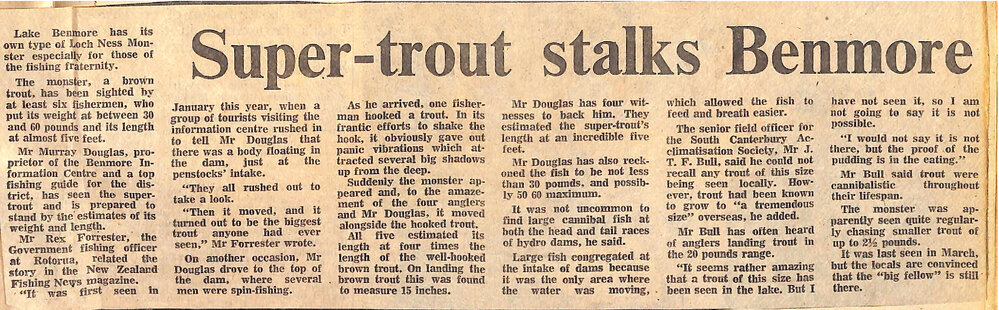 Super-trout stalks Benmore
Lake Benmore has its
own type of Loch Ness Mon-
ster especially for those of
the fishing fraternity.
The monster, a brown
trout, has been sighted by
at least six fishermen, who
put its weight at between 30
and 60 pounds and its length
at almost five feet.
Mr Murray Douglas, pro-
prietor of the Benmore In-
formation Centre and a top
fishing guide for the dis-
trict, has seen the super-
trout and is prepared to
stand by the estimates of its
weight and length.
Mr Rex Forrester, the
Government fishing officer
at Rotorua, related the
story in the New Zealand
Fishing News magazine.
"It was first seen in
January this year, when a
group of tourists visiting the
information centre rushed in
to tell Mr Douglas that
there was a body floating in
the dam, just at the
penstocks' intake.
"They all rushed out to
take a look.
"Then it moved, and it
turned out to be the biggest
trout anyone had ever
seen," Mr Forrester wrote.
On another occasion, Mr
Douglas drove to the top of
the dam, where several
men were spin-fishing.
As he arrived, one fisher-
man hooked a trout. In its
frantic efforts to shake the
hook, it obviously gave out
panic vibrations which at-
tracted several big shadows
up from the deep.
Suddenly the monster ap-
peared and, to the amaze-
ment of the four anglers
and Mr Douglas, it moved
alongside the hooked trout.
All five estimated its
length at four times the
length of the well-hooked
brown trout. On landing the
brown trout this was found
to measure 15 inches.
Mr Douglas has four wit-
nesses to back him. They
estimated the super-trout's
length at an incredible five
feet.
Mr Douglas has also reck-
oned the fish to be not less
than 30 pounds, and possib-
ly 50 60 maximum.
It was not uncommon to
find large cannibal fish at
both the head and tail races
of hydro dams, he said.
Large fish congregated at
the intake of dams because
it was the only area where
the water was moving,
which allowed the fish to
feed and breath easier.
The senior field officer for
the South Canterbury Ac-
climatisation Society, Mr J.
T. F. Bull, said he could not
recall any trout of this size
being seen locally. How-
ever, trout had been known
to grow to "a tremendous
size" overseas, he added.
Mr Bull has often heard
of anglers landing trout in
the 20 pounds range.
"It seems rather amazing
that a trout of this size has
been seen in the lake. But I
have not seen it, so I am
not going to say it is not
possible.
"I would not say it is not
there, but the proof of the
pudding is in the eating."
Mr Bull said trout were
cannibalistic throughout
their lifespan.
The monster was ap-
parently seen quite regular-
ly chasing smaller trout of
up to 2½ pounds.
It was last seen in March,
but the locals are convinced
that the "big fellow" is still
there.